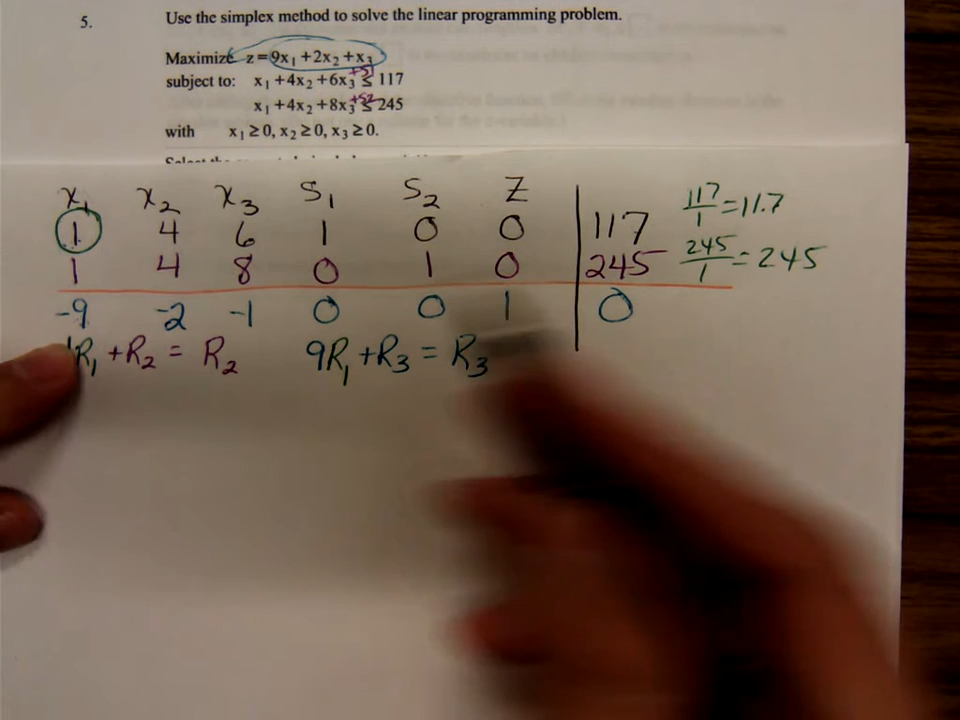 5. Use the simplex method to solve the linear programming problem.
Maximize z = 9x₁ + 2x₂ + x₃
subject to: x₁ + 4x₂ + 6x₃ +s1 ≤ 117
x₁ + 4x₂ + 8x₃ +s2 ≤ 245
with x₁ ≥ 0, x₂ ≥ 0, x₃ ≥ 0.
x₁ x₂ x₃ S₁ S₂ Z
1 4 6 1 0 0 117 117/1 = 11.7
1 4 8 0 1 0 245 245/1 = 245
-9 -2 -1 0 0 1 0
R₁ + R₂ = R₂ 9R₁ + R₃ = R₃